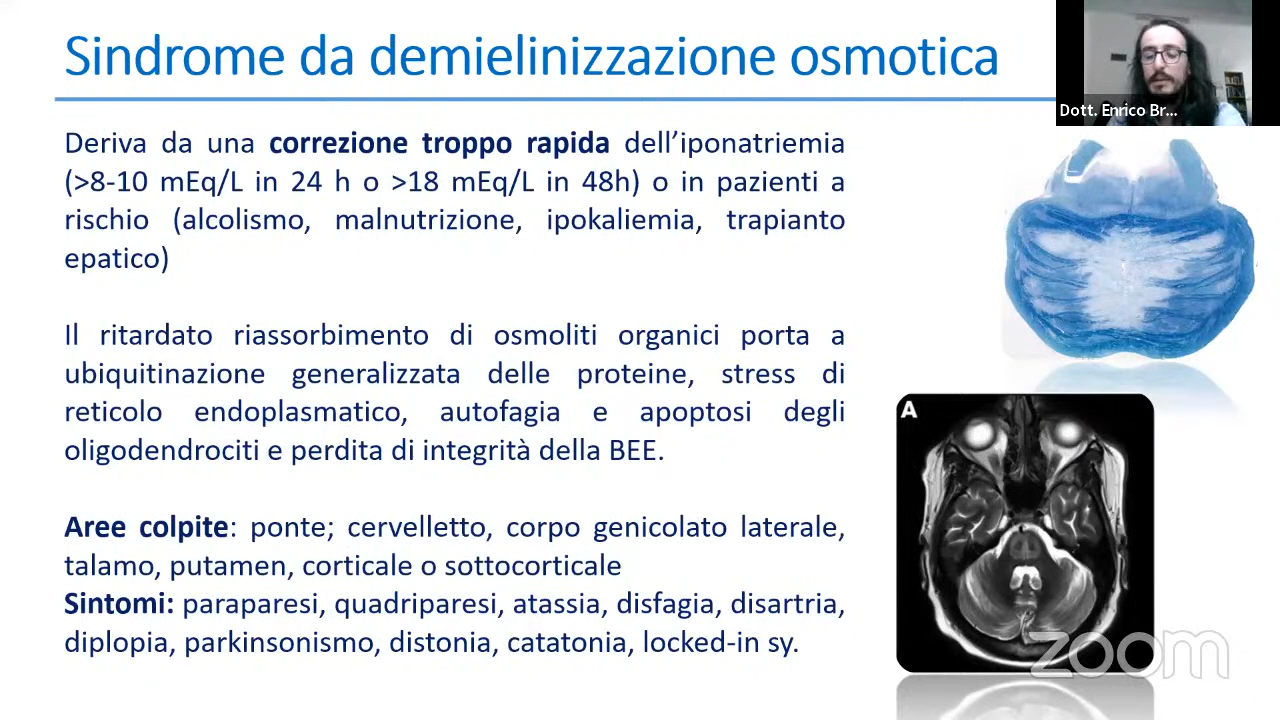 Sindrome da demielinizzazione osmotica
Dott. Enrico Br...
Deriva da una correzione troppo rapida dell’iponatriemia
(>8-10 mEq/L in 24 h o >18 mEq/L in 48h) o in pazienti a
rischio (alcolismo, malnutrizione, ipokaliemia, trapianto
epatico)
Il ritardato riassorbimento di osmoliti organici porta a
ubiquitinazione generalizzata delle proteine, stress di
reticolo endoplasmatico, autofagia e apoptosi degli
oligodendrociti e perdita di integrità della BEE.
Aree colpite: ponte; cervelletto, corpo genicolato laterale,
talamo, putamen, corticale o sottocorticale
Sintomi: paraparesi, quadriparesi, atassia, disfagia, disartria,
diplopia, parkinsonismo, distonia, catatonia, locked-in sy.
A
zoom